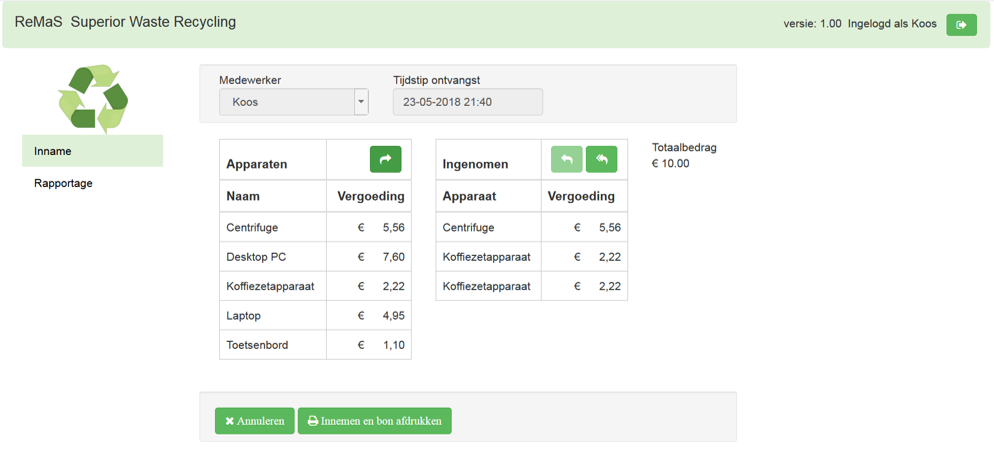 ReMaS  Superior Waste Recycling
versie: 1.00  Ingelogd als Koos
Inname
Rapportage
Medewerker
Tijdstip ontvangst
Koos
23-05-2018 21:40
Apparaten
Naam Vergoeding
Centrifuge € 5,56
Desktop PC € 7,60
Koffiezetapparaat € 2,22
Laptop € 4,95
Toetsenbord € 1,10
Ingenomen
Apparaat Vergoeding
Centrifuge € 5,56
Koffiezetapparaat € 2,22
Koffiezetapparaat € 2,22
Totaalbedrag
€ 10.00
Annuleren
Innemen en bon afdrukken